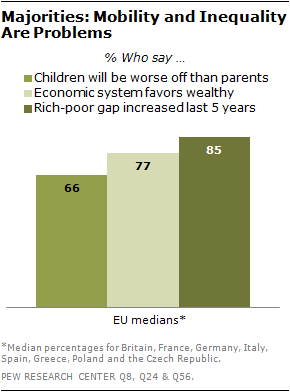 Majorities: Mobility and Inequality
Are Problems
% Who say ...
Children will be worse off than parents
Economic system favors wealthy
Rich-poor gap increased last 5 years
66
77
85
EU medians*
*Median percentages for Britain, France, Germany, Italy,
Spain, Greece, Poland and the Czech Republic.
PEW RESEARCH CENTER Q8, Q24 & Q56.